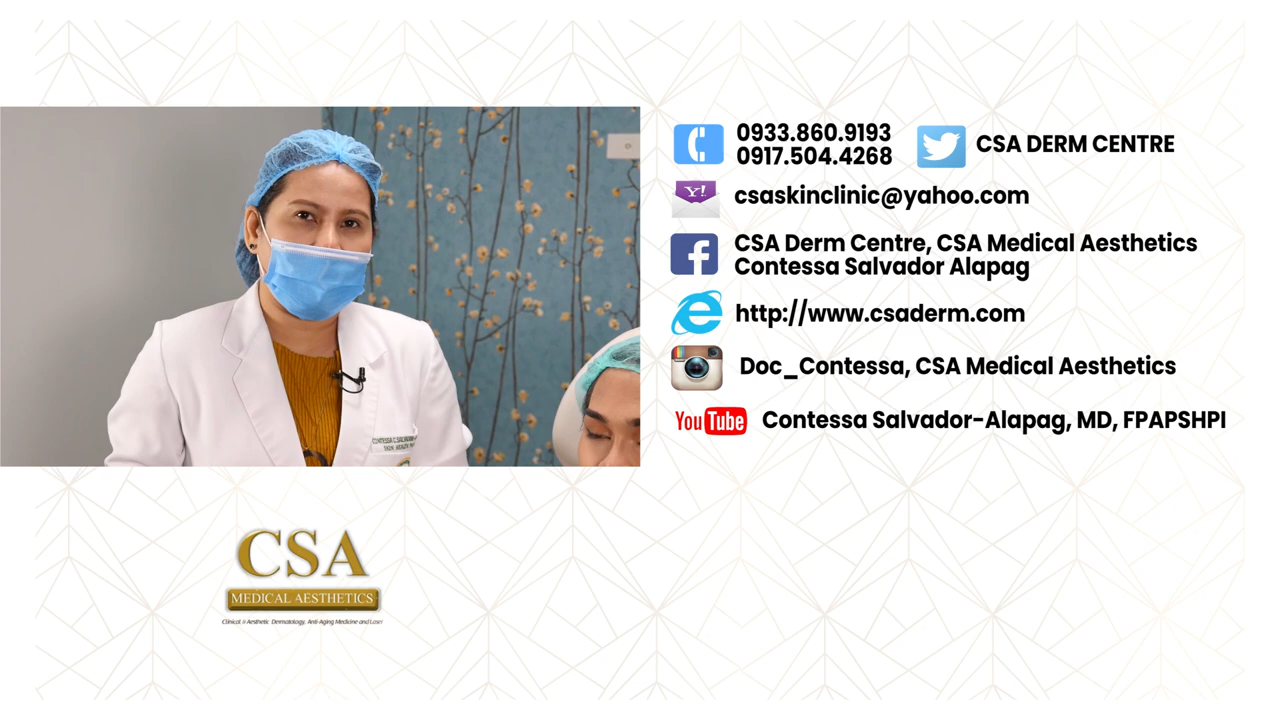 0933.860.9193
0917.504.4268
CSA DERM CENTRE
Y!
csaskinclinic@yahoo.com
f
CSA Derm Centre, CSA Medical Aesthetics
Contessa Salvador Alapag
http://www.csaderm.com
Doc_Contessa, CSA Medical Aesthetics
YouTube
Contessa Salvador-Alapag, MD, FPAPSHPI
CSA
MEDICAL AESTHETICS
Clinical & Aesthetic Dermatology, Anti-Aging Medicine and Laser